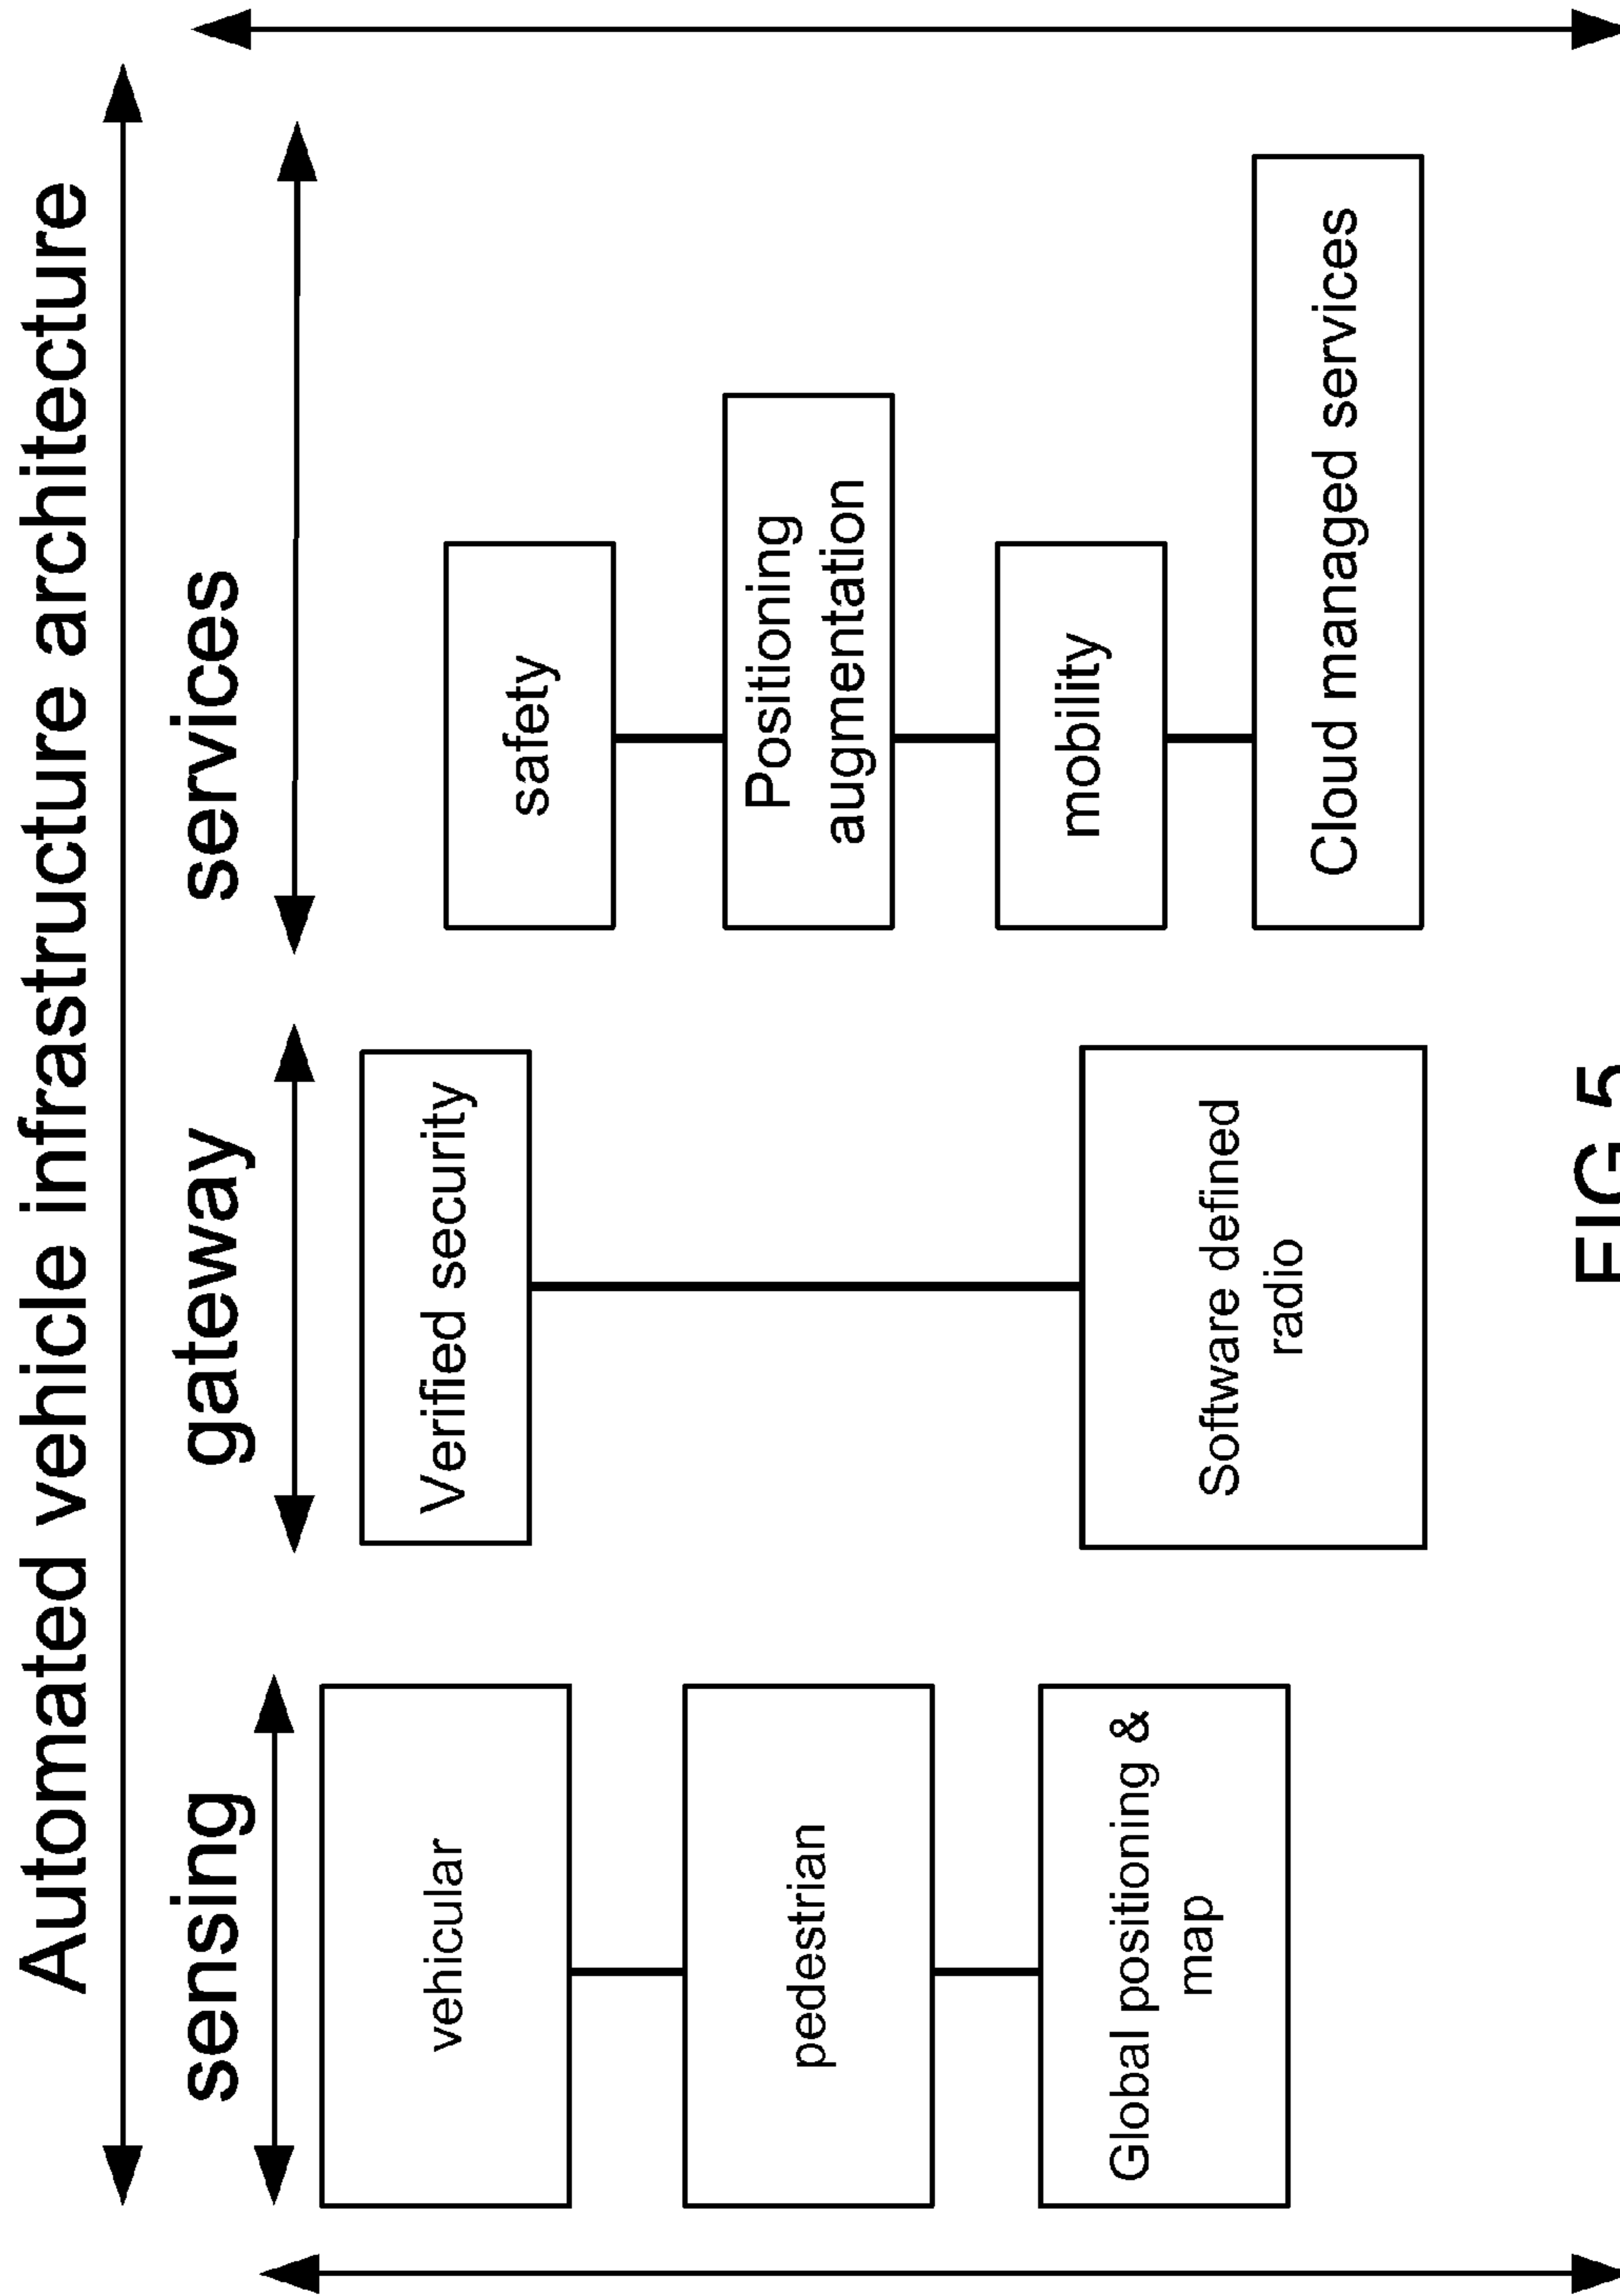 Automated vehicle infrastructure architecture
sensing
vehicular
pedestrian
Global positioning &
map
gateway
Verified security
Software defined
radio
services
safety
Positioning
augmentation
mobility
Cloud managed services
FIG 5